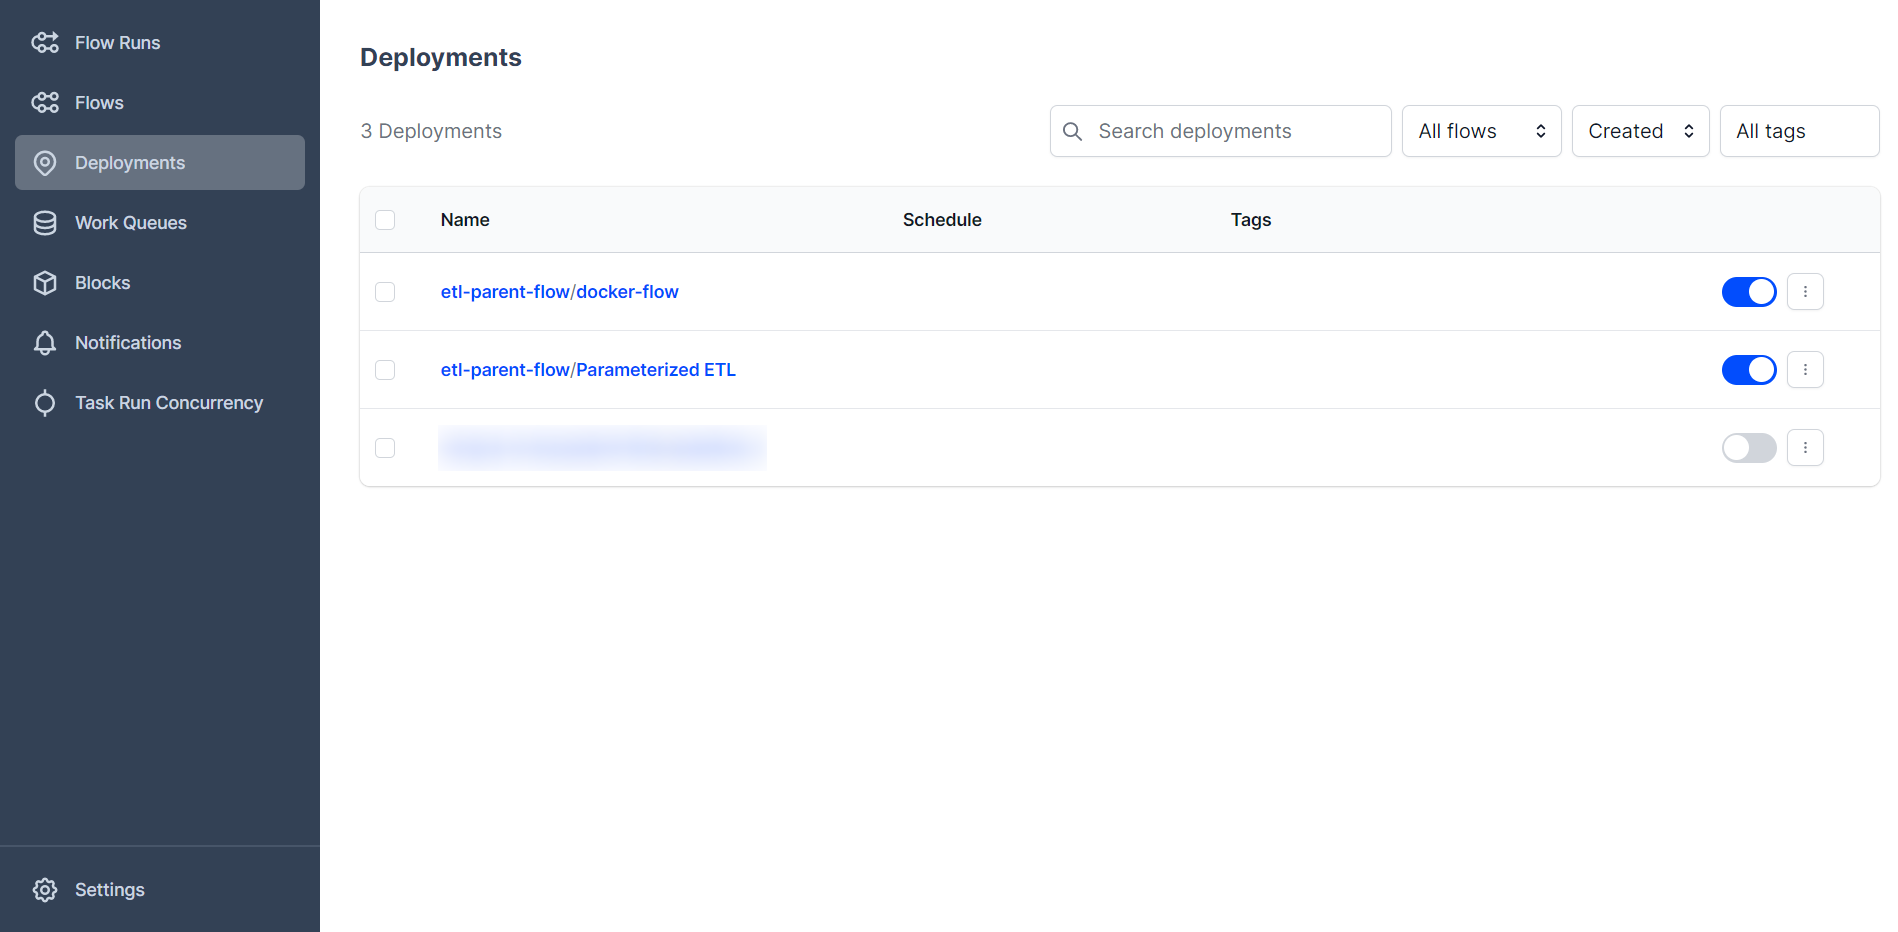 Flow Runs
Flows
Deployments
Work Queues
Blocks
Notifications
Task Run Concurrency
Settings
Deployments
3 Deployments
Search deployments
All flows
Created
All tags
Name Schedule Tags
etl-parent-flow/docker-flow
etl-parent-flow/Parameterized ETL